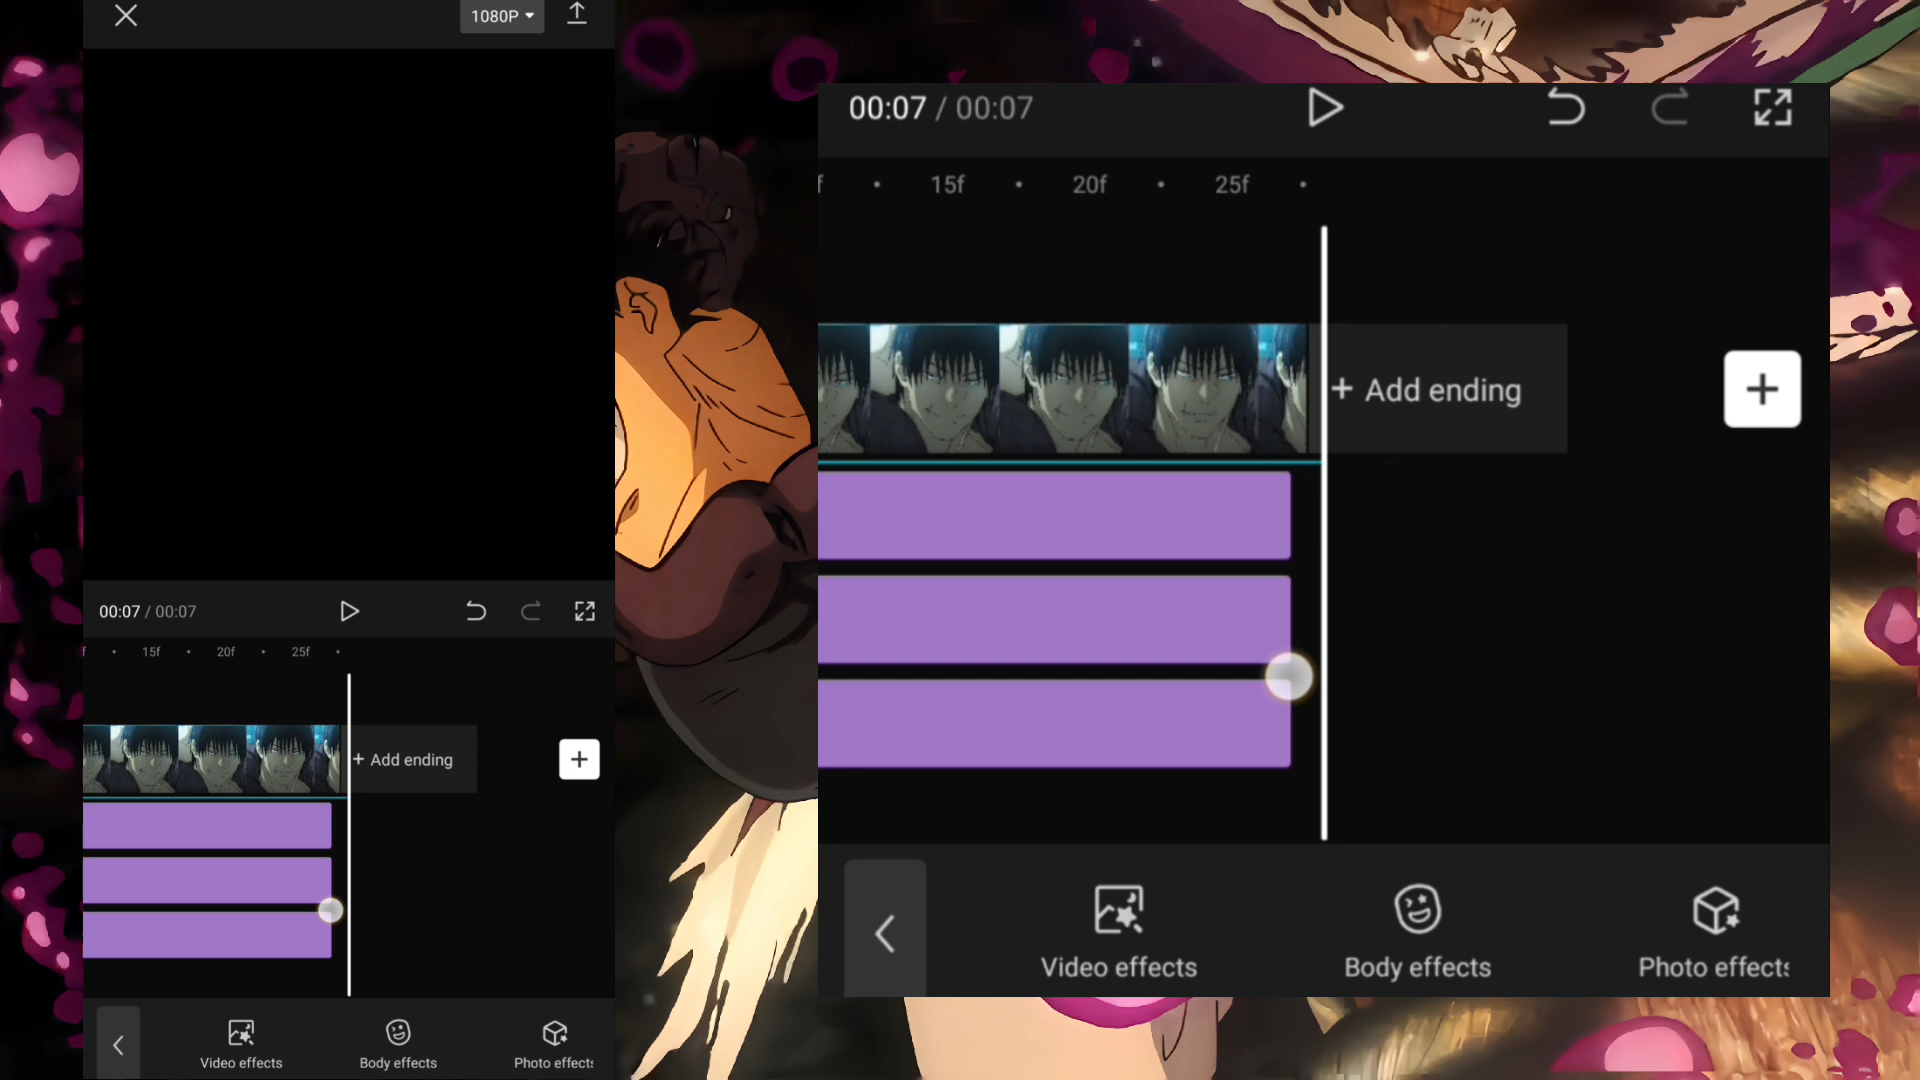 1080P
00:07 / 00:07
f 15f 20f 25f
+ Add ending
Video effects Body effects Photo effects
00:07 / 00:07
f 15f 20f 25f
+ Add ending
Video effects Body effects Photo effects